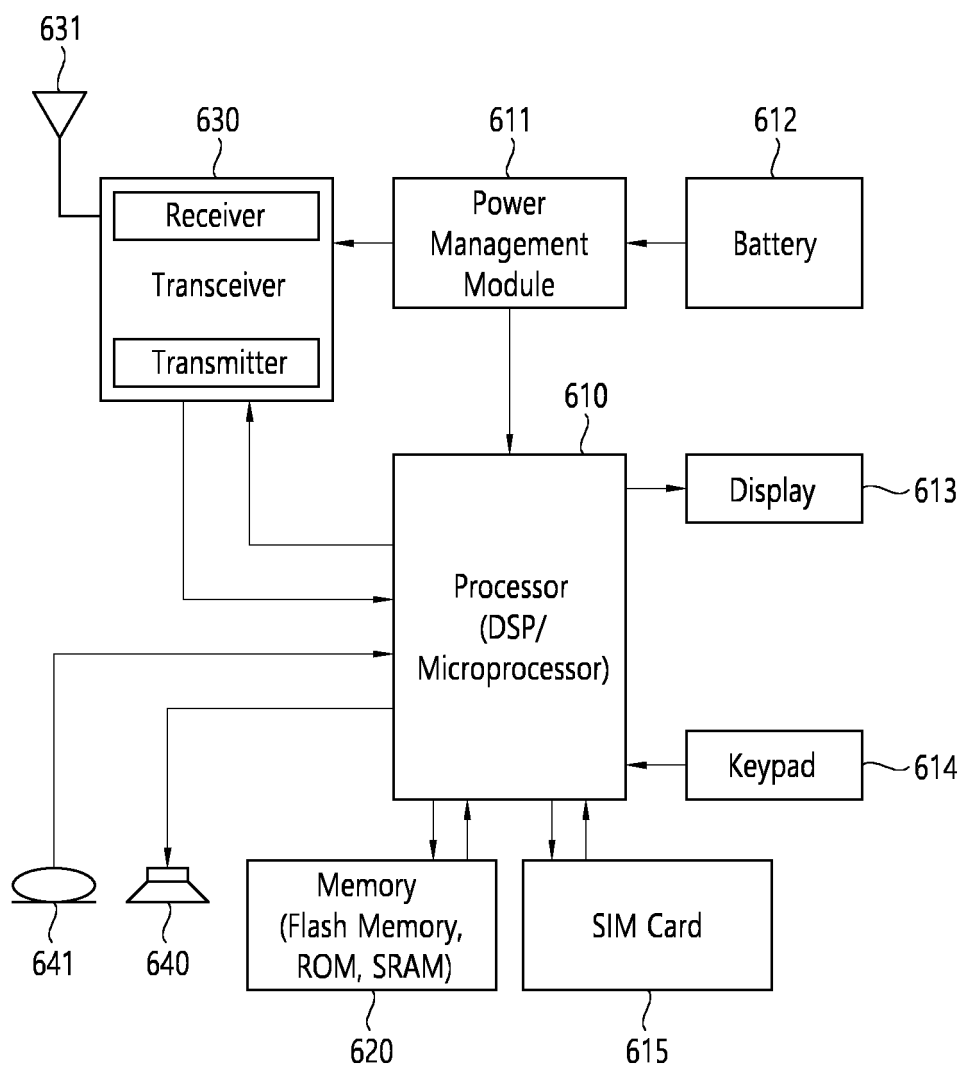 631
630
611
612
Receiver
Transceiver
Transmitter
Power
Management
Module
Battery
610
Processor
(DSP/
Microprocessor)
Display
613
Keypad
614
641
640
Memory
(Flash Memory,
ROM, SRAM)
SIM Card
620
615